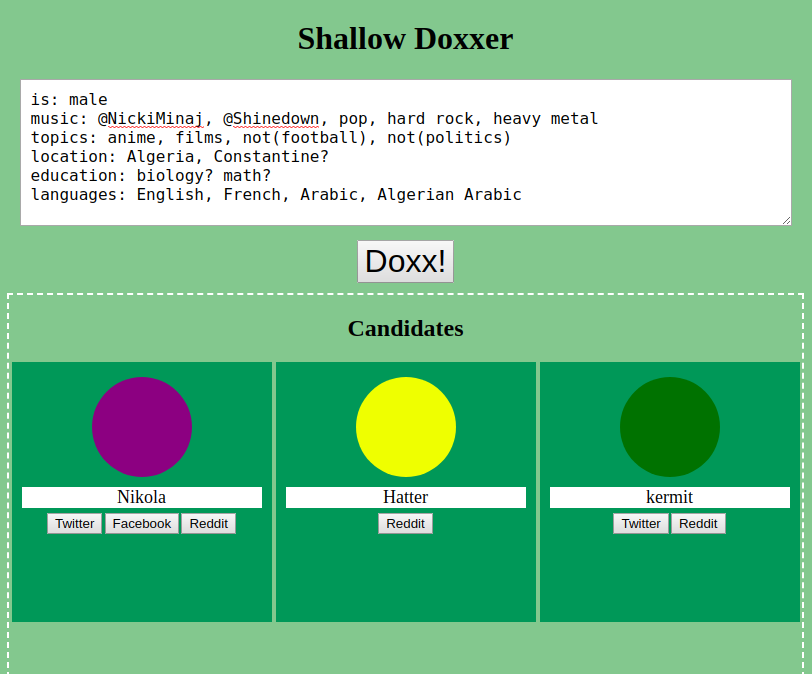 Shallow Doxxer
is: male
music: @NickiMinaj, @Shinedown, pop, hard rock, heavy metal
topics: anime, films, not(football), not(politics)
location: Algeria, Constantine?
education: biology? math?
languages: English, French, Arabic, Algerian Arabic
Doxx!
Candidates
Nikola Hatter kermit
Twitter Facebook Reddit Reddit Twitter Reddit